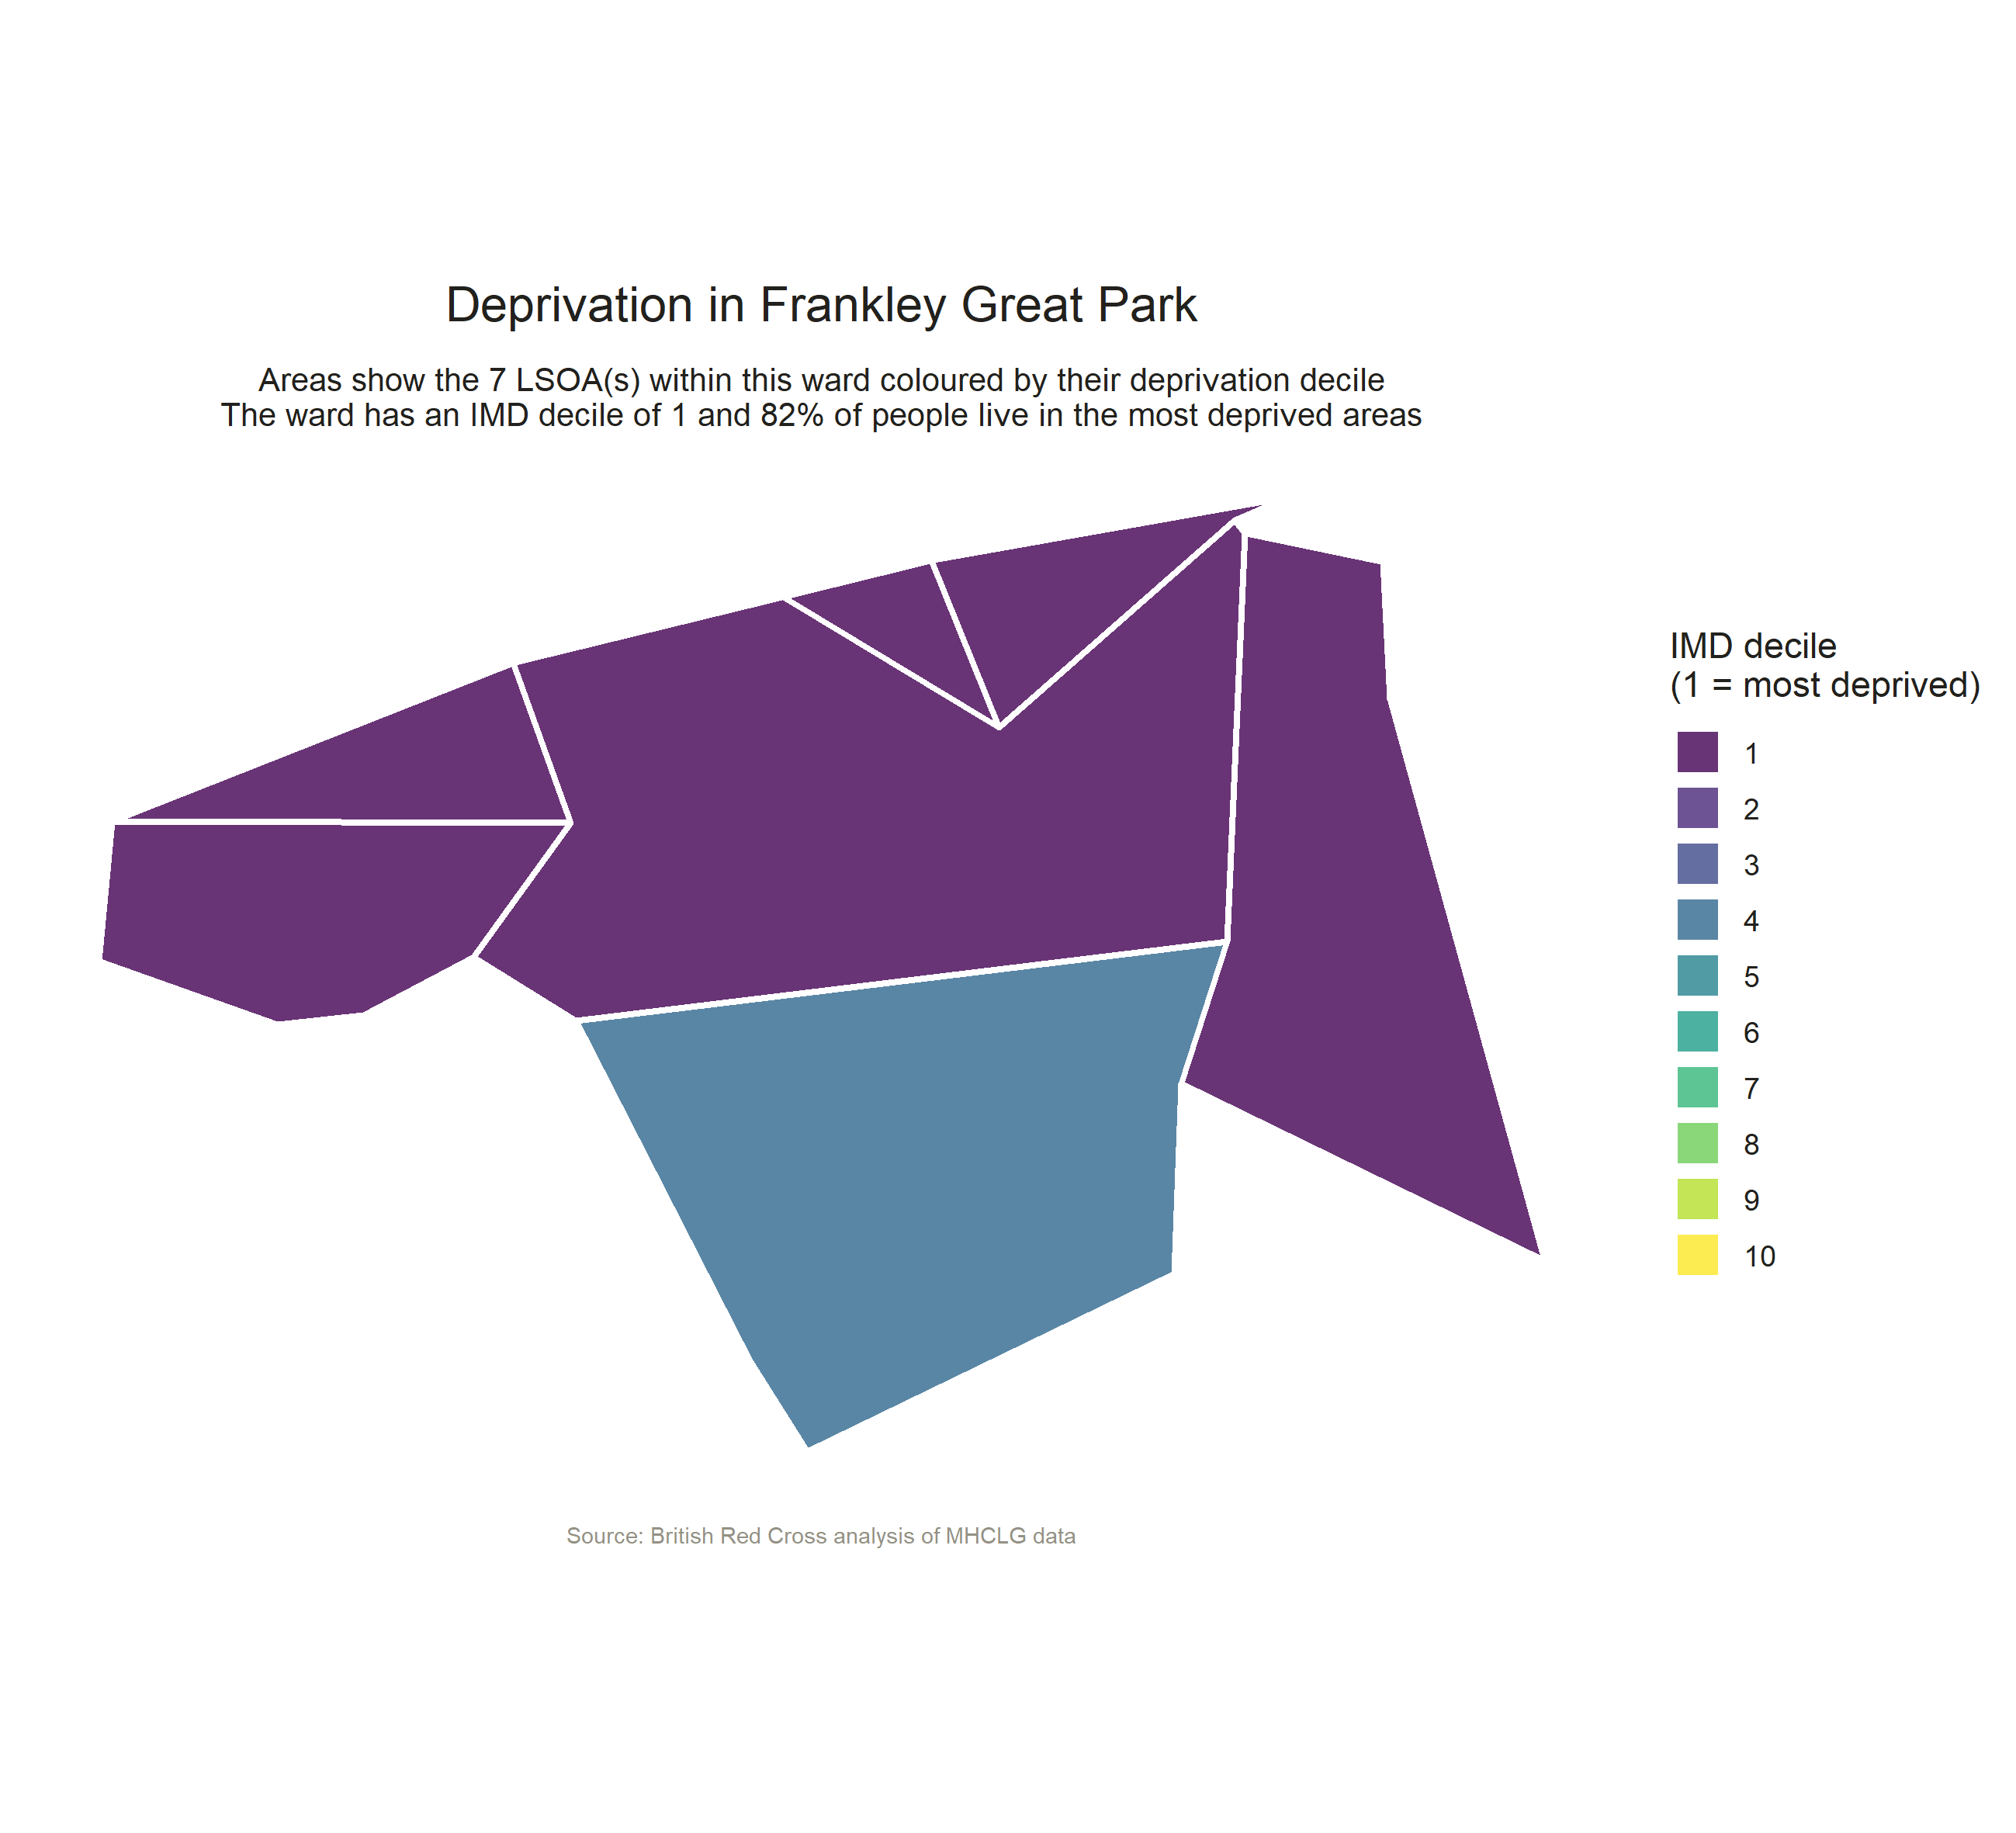 Deprivation in Frankley Great Park
Areas show the 7 LSOA(s) within this ward coloured by their deprivation decile
The ward has an IMD decile of 1 and 82% of people live in the most deprived areas
IMD decile
(1 = most deprived)
1
2
3
4
5
6
7
8
9
10
Source: British Red Cross analysis of MHCLG data